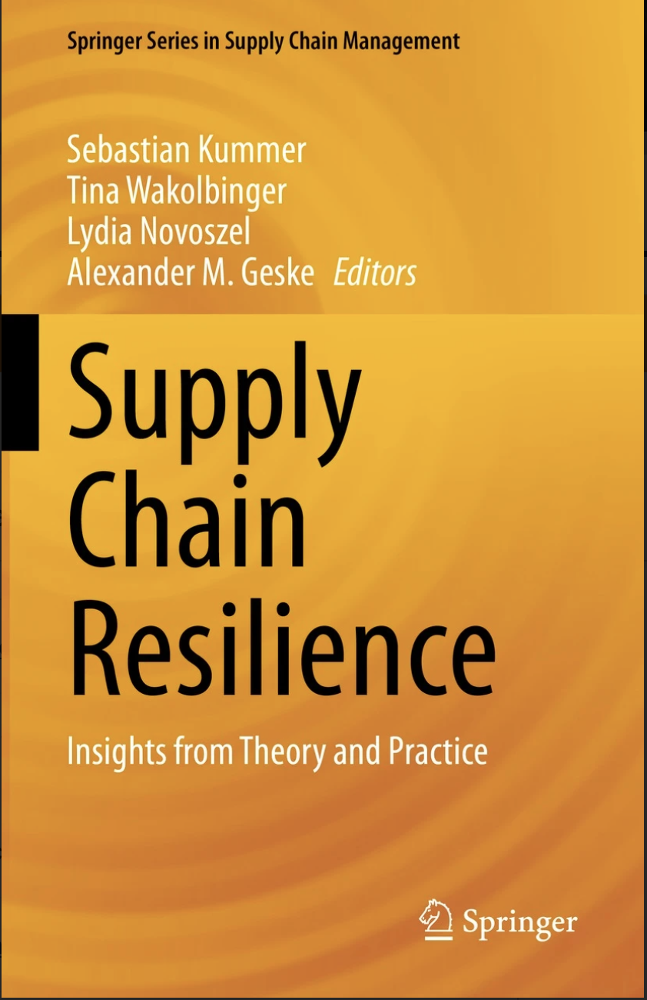 Springer Series in Supply Chain Management
Sebastian Kummer
Tina Wakolbinger
Lydia Novoszel
Alexander M. Geske Editors
Supply
Chain
Resilience
Insights from Theory and Practice
Springer